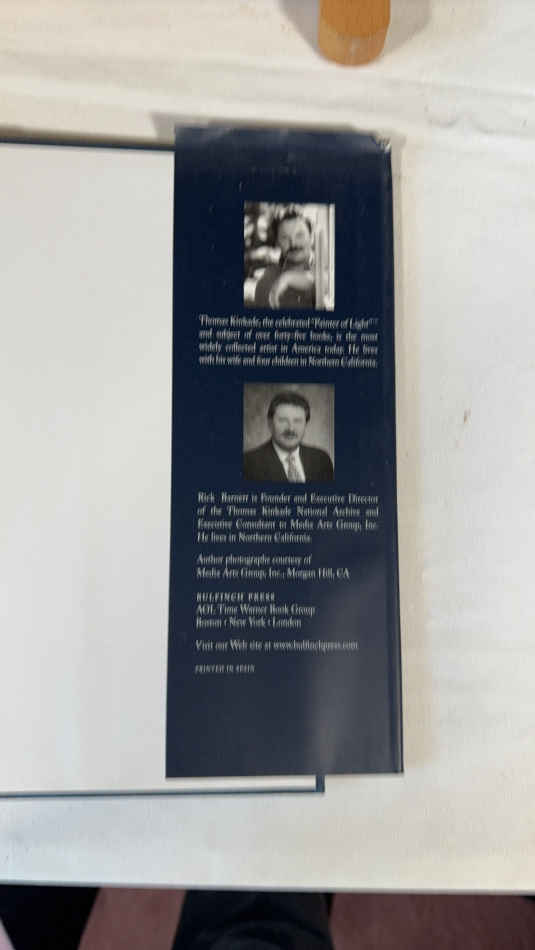 Thomas Kinkade, the celebrated "Painter of Light"™
and subject of over forty-five books, is the most
widely collected artist in America today. He lives
with his wife and four children in Northern California.
Rick Barnett is Founder and Executive Director
of the Thomas Kinkade National Archive and
Executive Consultant to Media Arts Group, Inc.
He lives in Northern California.
Author photographs courtesy of
Media Arts Group, Inc., Morgan Hill, CA
BULFINCH PRESS
AOL Time Warner Book Group
Boston • New York • London
Visit our Web site at www.bulfinchpress.com
PRINTED IN SPAIN